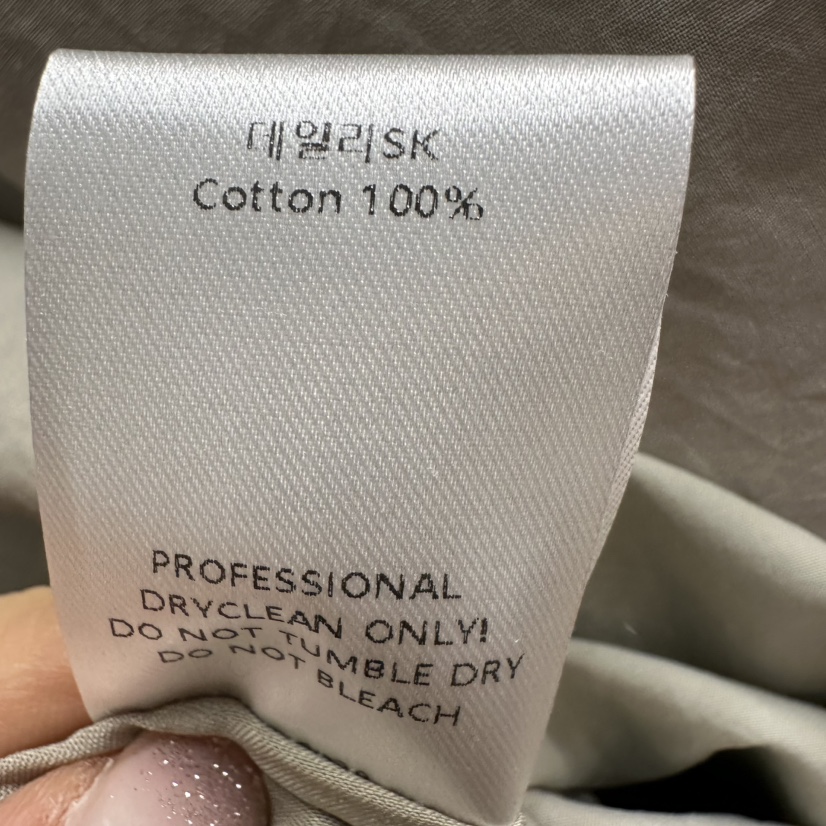 데일리SK
Cotton 100%
PROFESSIONAL
DRYCLEAN ONLY!
DO NOT TUMBLE DRY
DO NOT BLEACH